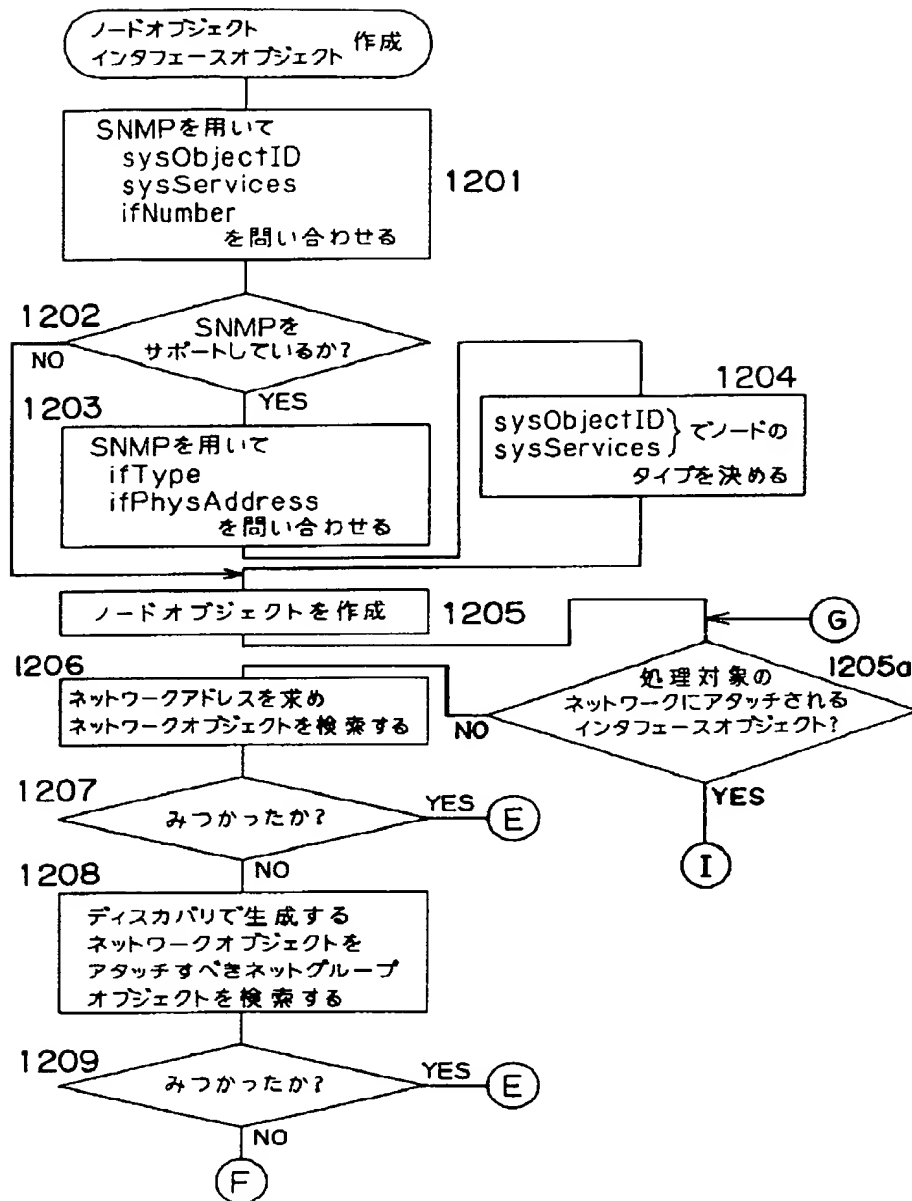 ノードオブジェクト
インタフェースオブジェクト 作成
SNMPを用いて
sysObjectID
sysServices
ifNumber
を問い合わせる
1201
1202
SNMPを
サポートしているか?
NO
YES
1203
SNMPを用いて
ifType
ifPhysAddress
を問い合わせる
1204
sysObjectID
sysServices } でノードの
タイプを決める
ノードオブジェクトを作成
1205
G
1205a
処理対象の
ネットワークにアタッチされる
インタフェースオブジェクト?
NO
YES
I
1206
ネットワークアドレスを求め
ネットワークオブジェクトを検索する
1207
みつかったか?
YES
E
NO
1208
ディスカバリで生成する
ネットワークオブジェクトを
アタッチすべきネットグループ
オブジェクトを検索する
1209
みつかったか?
YES
E
NO
F